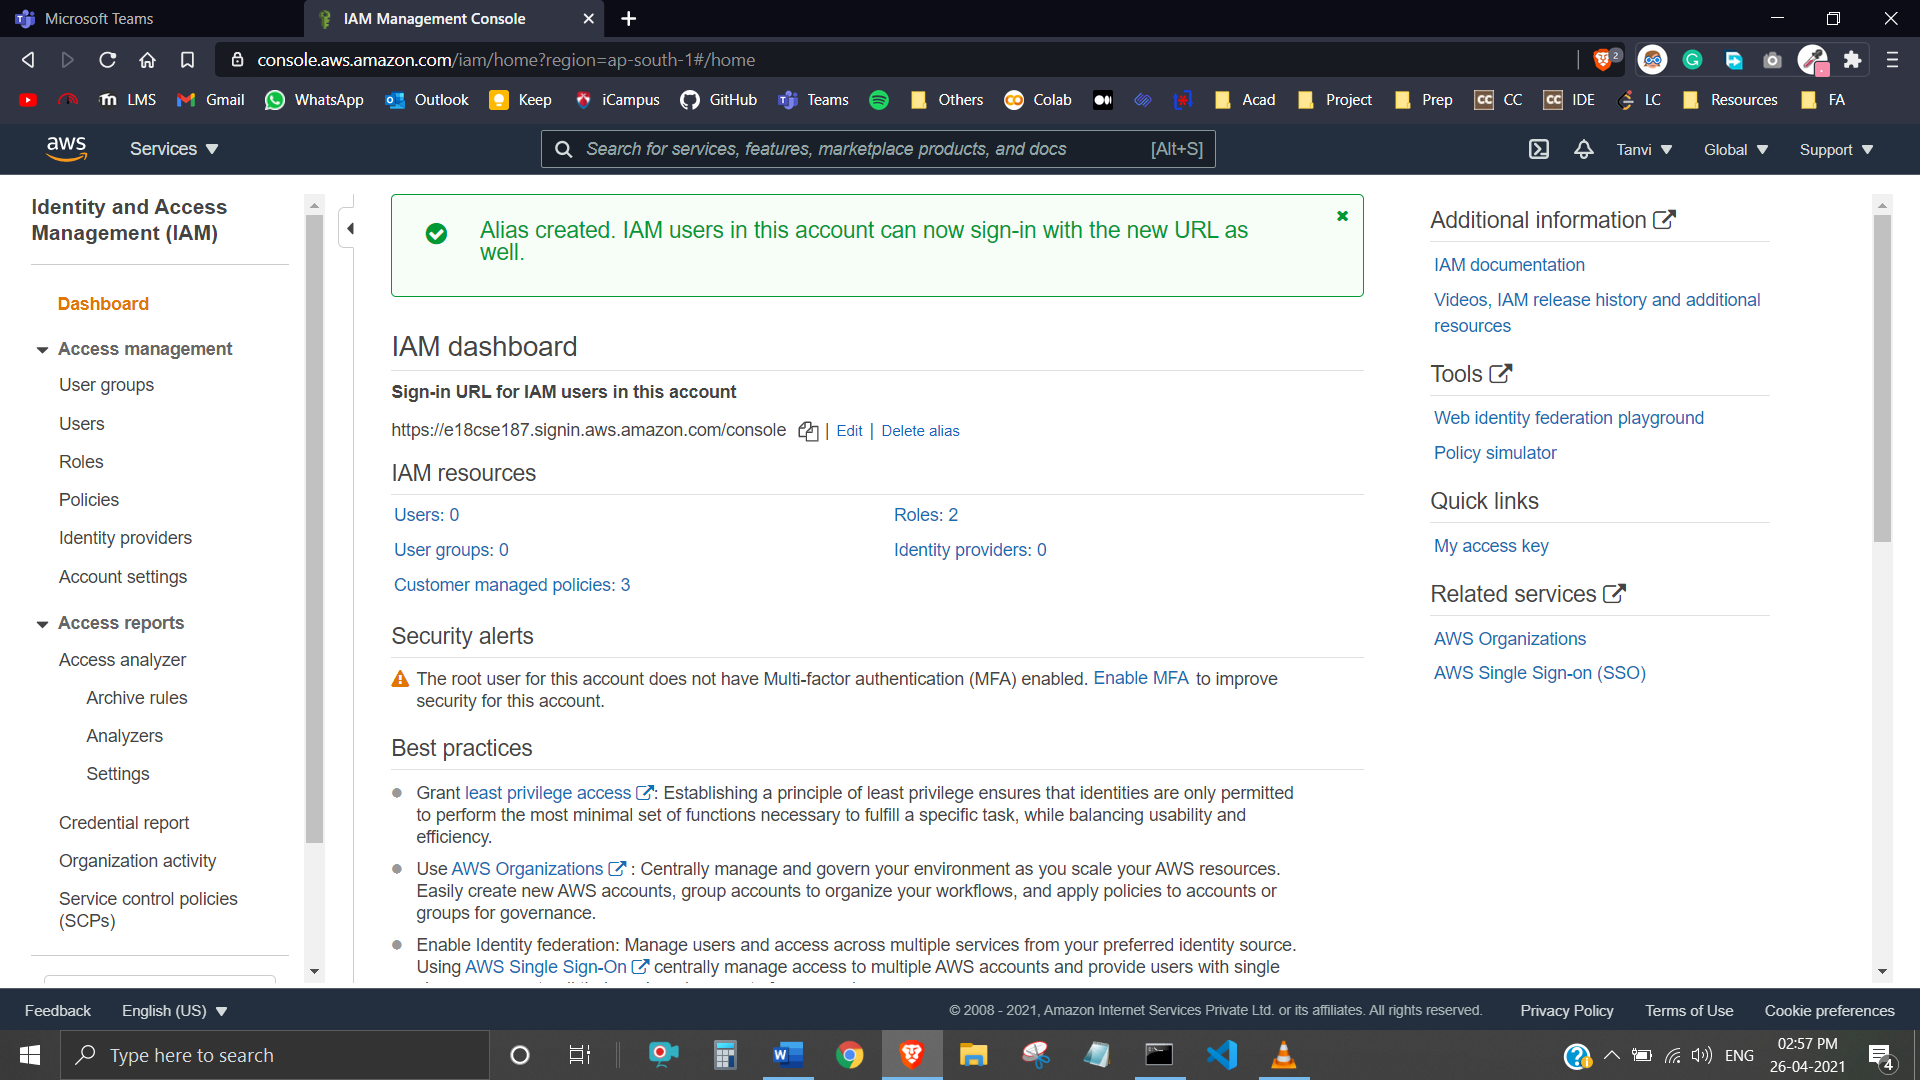 Microsoft Teams
IAM Management Console
console.aws.amazon.com/iam/home?region=ap-south-1#/home
2
LMS
Gmail
WhatsApp
Outlook
Keep
iCampus
GitHub
Teams
Others
Colab
Acad
Project
Prep
CC CC
CC IDE
LC
Resources
FA
aws
Services
Search for services, features, marketplace products, and docs
[Alt+S]
Tanvi
Global
Support
Identity and Access
Management (IAM)
Dashboard
Access management
User groups
Users
Roles
Policies
Identity providers
Account settings
Access reports
Access analyzer
Archive rules
Analyzers
Settings
Credential report
Organization activity
Service control policies
(SCPs)
Alias created. IAM users in this account can now sign-in with the new URL as
well.
IAM dashboard
Sign-in URL for IAM users in this account
https://e18cse187.signin.aws.amazon.com/console | Edit | Delete alias
IAM resources
Users: 0
Roles: 2
User groups: 0
Identity providers: 0
Customer managed policies: 3
Security alerts
The root user for this account does not have Multi-factor authentication (MFA) enabled. Enable MFA to improve
security for this account.
Best practices
Grant least privilege access : Establishing a principle of least privilege ensures that identities are only permitted
to perform the most minimal set of functions necessary to fulfill a specific task, while balancing usability and
efficiency.
Use AWS Organizations : Centrally manage and govern your environment as you scale your AWS resources.
Easily create new AWS accounts, group accounts to organize your workflows, and apply policies to accounts or
groups for governance.
Enable Identity federation: Manage users and access across multiple services from your preferred identity source.
Using AWS Single Sign-On centrally manage access to multiple AWS accounts and provide users with single
Additional information
IAM documentation
Videos, IAM release history and additional
resources
Tools
Web identity federation playground
Policy simulator
Quick links
My access key
Related services
AWS Organizations
AWS Single Sign-on (SSO)
Feedback
English (US)
© 2008 - 2021, Amazon Internet Services Private Ltd. or its affiliates. All rights reserved.
Privacy Policy
Terms of Use
Cookie preferences
Type here to search
ENG
02:57 PM
26-04-2021
4